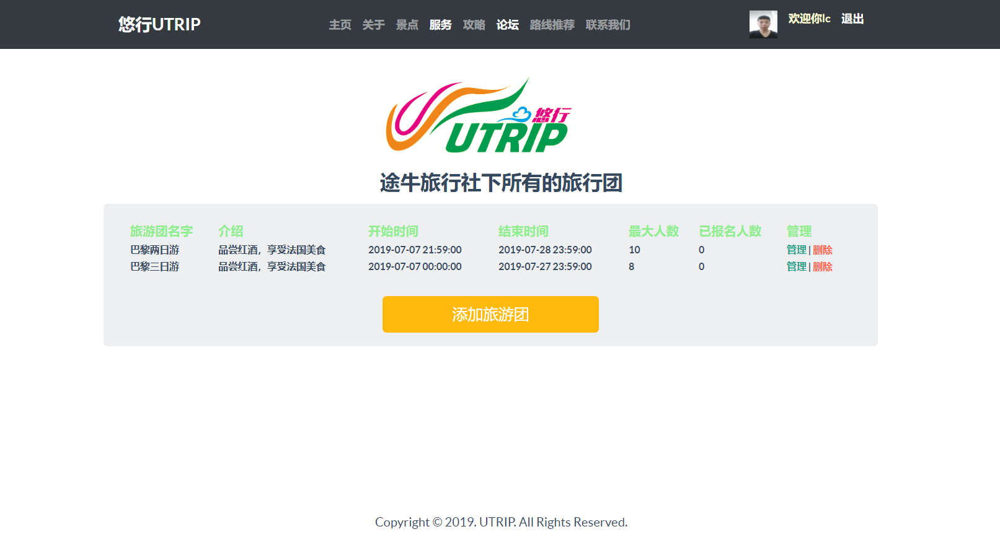 悠行UTRIP 主页 关于 景点 服务 攻略 论坛 路线推荐 联系我们 欢迎你lc 退出
悠行
UTRIP
途牛旅行社下所有的旅行团
旅游团名字 介绍 开始时间 结束时间 最大人数 已报名人数 管理
巴黎两日游 品尝红酒，享受法国美食 2019-07-07 21:59:00 2019-07-28 23:59:00 10 0 管理 | 删除
巴黎三日游 品尝红酒，享受法国美食 2019-07-07 00:00:00 2019-07-27 23:59:00 8 0 管理 | 删除
添加旅游团
Copyright © 2019. UTRIP. All Rights Reserved.